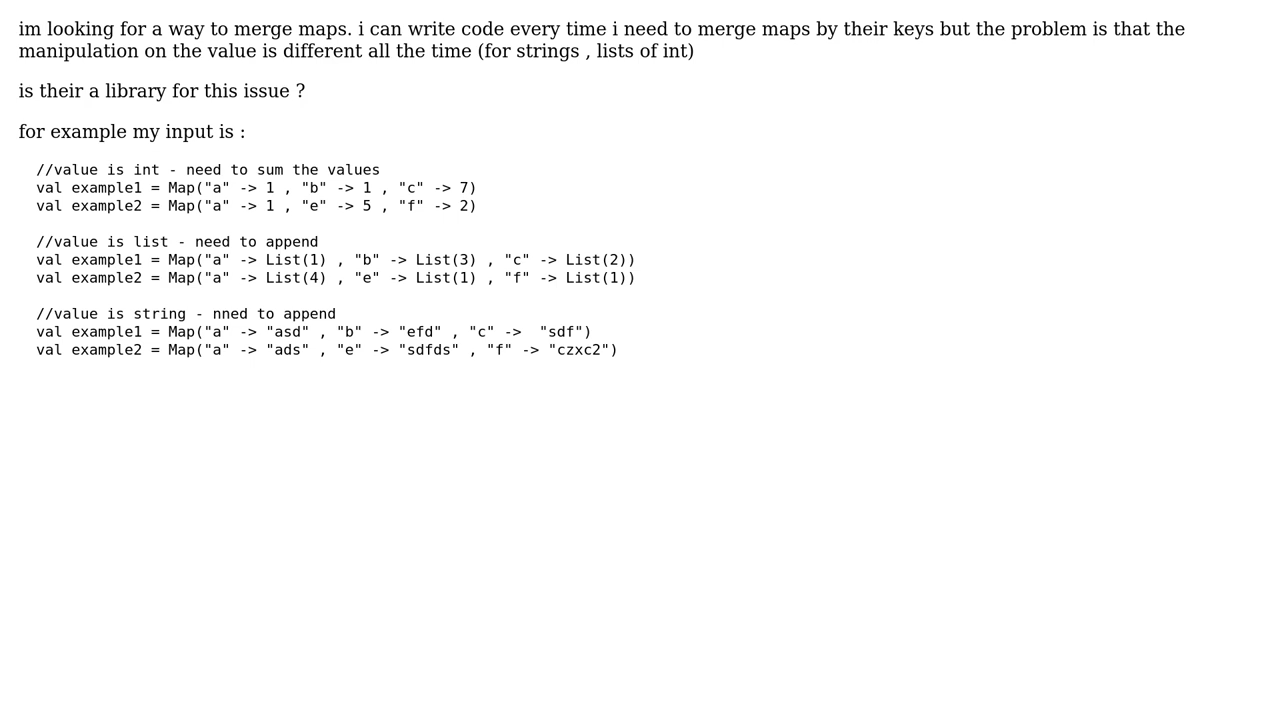 im looking for a way to merge maps. i can write code every time i need to merge maps by their keys but the problem is that the
manipulation on the value is different all the time (for strings , lists of int)
is their a library for this issue ?
for example my input is :
//value is int - need to sum the values
val example1 = Map("a" -> 1 , "b" -> 1 , "c" -> 7)
val example2 = Map("a" -> 1 , "e" -> 5 , "f" -> 2)
//value is list - need to append
val example1 = Map("a" -> List(1) , "b" -> List(3) , "c" -> List(2))
val example2 = Map("a" -> List(4) , "e" -> List(1) , "f" -> List(1))
//value is string - nned to append
val example1 = Map("a" -> "asd" , "b" -> "efd" , "c" ->  "sdf")
val example2 = Map("a" -> "ads" , "e" -> "sdfds" , "f" -> "czxc2")